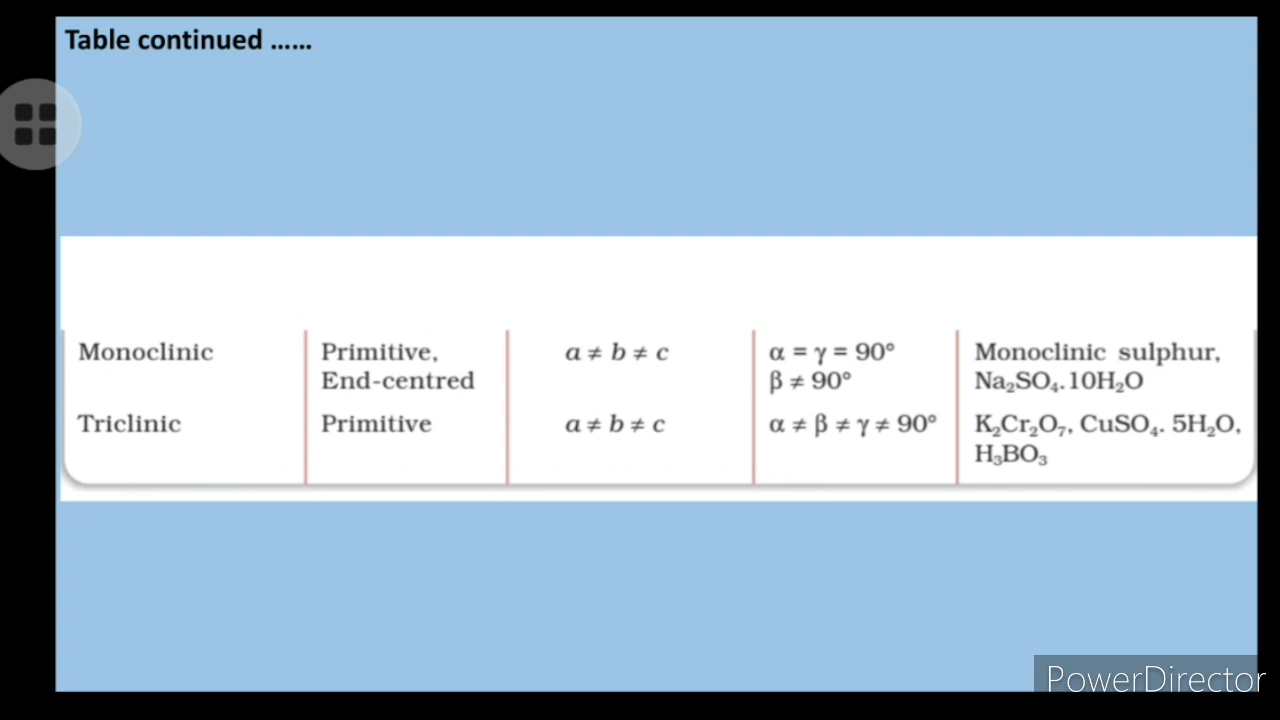 Table continued ......
Monoclinic Primitive, a ≠ b ≠ c α = γ = 90° Monoclinic sulphur,
End-centred β ≠ 90° Na₂SO₄.10H₂O
Triclinic Primitive a ≠ b ≠ c α ≠ β ≠ γ ≠ 90° K₂Cr₂O₇, CuSO₄. 5H₂O,
H₃BO₃
PowerDirector